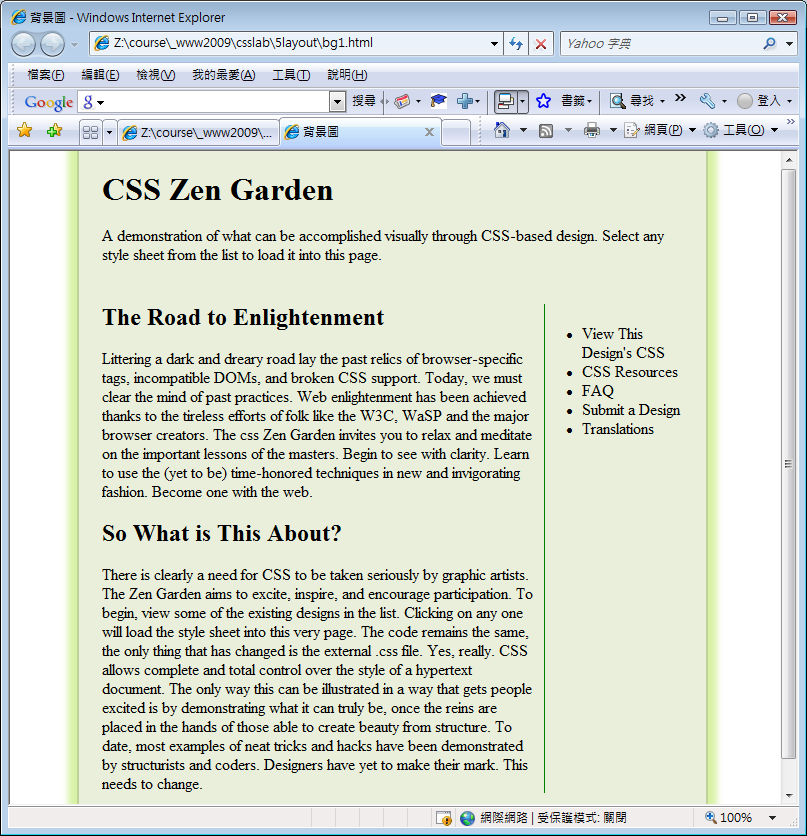 背景圖 - Windows Internet Explorer
Z:\course\_www2009\csslab\5layout\bg1.html
Yahoo 字典
檔案(F) 編輯(E) 檢視(V) 我的最愛(A) 工具(T) 說明(H)
Google g 搜尋 書籤 尋找 » 登入
Z:\course\_www2009\... 背景圖 網頁(P) 工具(O) »
CSS Zen Garden
A demonstration of what can be accomplished visually through CSS-based design. Select any
style sheet from the list to load it into this page.
The Road to Enlightenment
Littering a dark and dreary road lay the past relics of browser-specific
tags, incompatible DOMs, and broken CSS support. Today, we must
clear the mind of past practices. Web enlightenment has been achieved
thanks to the tireless efforts of folk like the W3C, WaSP and the major
browser creators. The css Zen Garden invites you to relax and meditate
on the important lessons of the masters. Begin to see with clarity. Learn
to use the (yet to be) time-honored techniques in new and invigorating
fashion. Become one with the web.
So What is This About?
There is clearly a need for CSS to be taken seriously by graphic artists.
The Zen Garden aims to excite, inspire, and encourage participation. To
begin, view some of the existing designs in the list. Clicking on any one
will load the style sheet into this very page. The code remains the same,
the only thing that has changed is the external .css file. Yes, really. CSS
allows complete and total control over the style of a hypertext
document. The only way this can be illustrated in a way that gets people
excited is by demonstrating what it can truly be, once the reins are
placed in the hands of those able to create beauty from structure. To
date, most examples of neat tricks and hacks have been demonstrated
by structurists and coders. Designers have yet to make their mark. This
needs to change.
• View This
Design's CSS
• CSS Resources
• FAQ
• Submit a Design
• Translations
網際網路 | 受保護模式: 關閉 100%